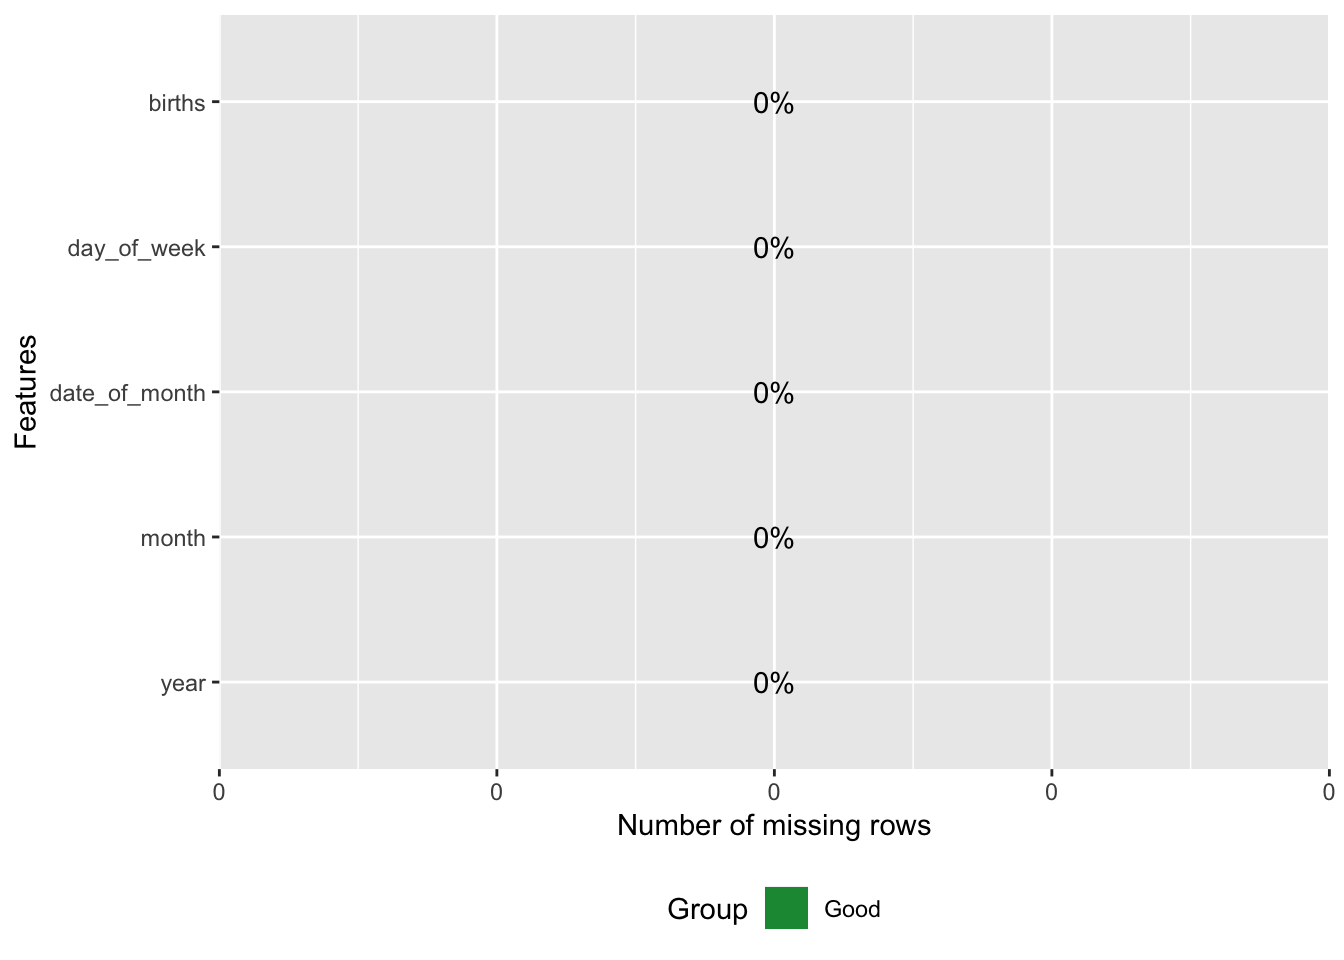 births 0%
day_of_week 0%
Features
date_of_month 0%
month 0%
year 0%
0 0 0 0 0
Number of missing rows
Group Good